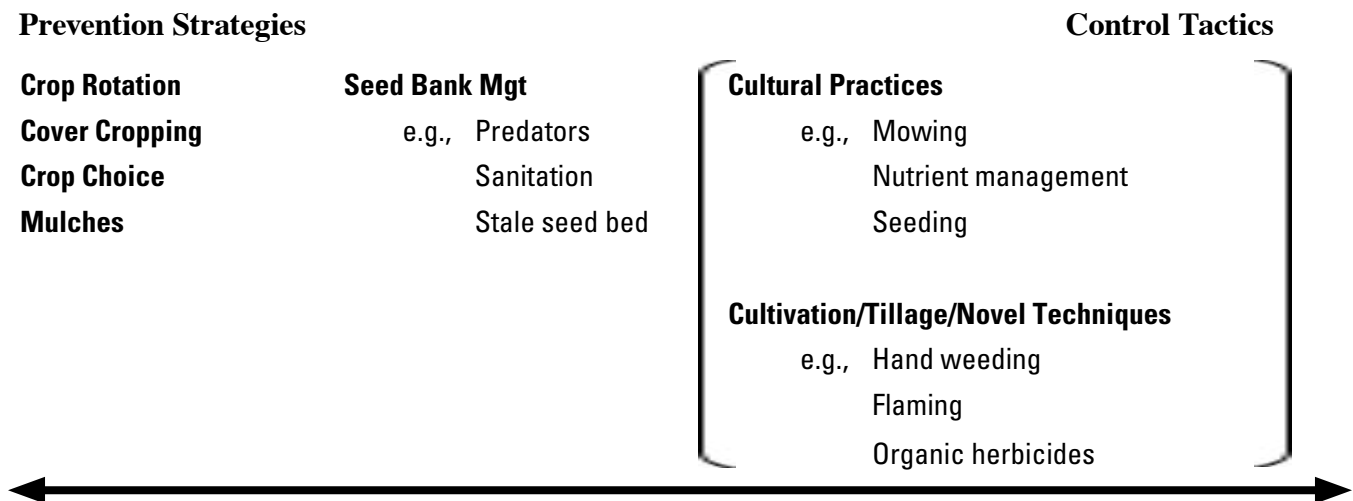 Prevention Strategies
Control Tactics
Crop Rotation
Cover Cropping
Crop Choice
Mulches
Seed Bank Mgt
e.g., Predators
Sanitation
Stale seed bed
Cultural Practices
e.g., Mowing
Nutrient management
Seeding
Cultivation/Tillage/Novel Techniques
e.g., Hand weeding
Flaming
Organic herbicides